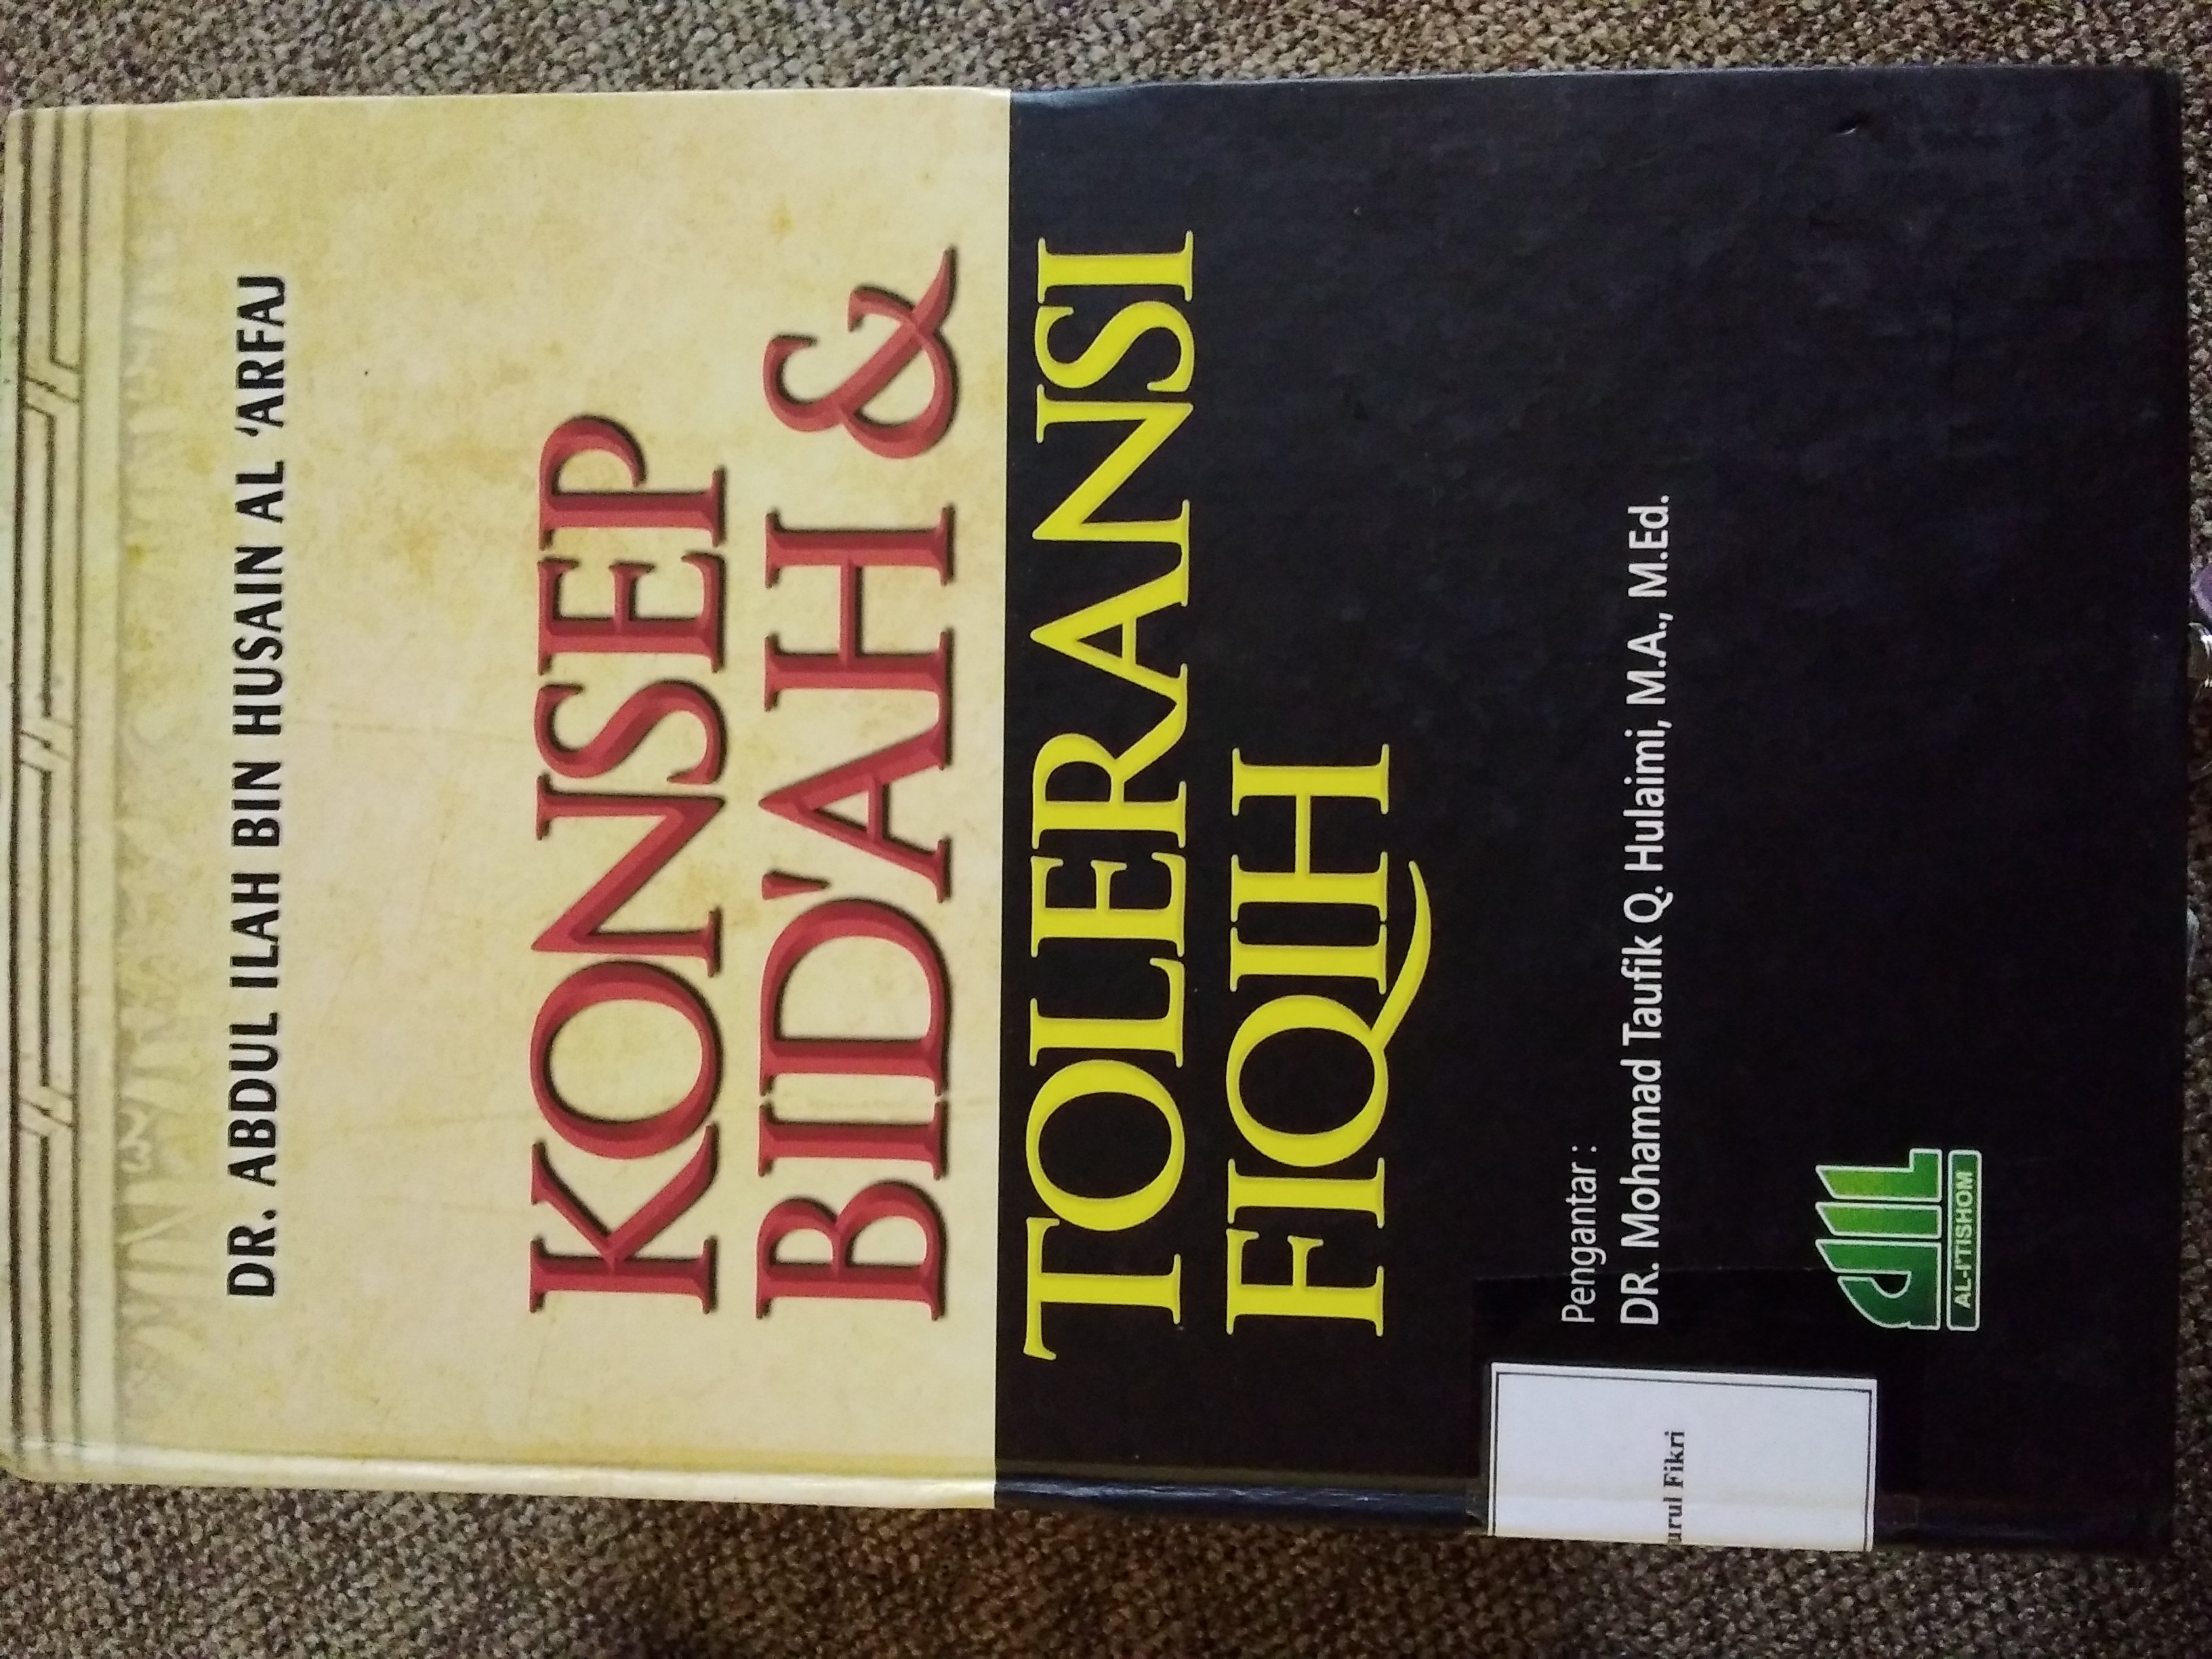 DR. ABDUL ILAH BIN HUSAIN AL 'ARFAJ
KONSEP
BID'AH &
TOLERANSI
FIQIH
Pengantar :
DR. Mohamad Taufik Q. Hulaimi, M.A., M.Ed.
AL-I'TISHOM
Fikri